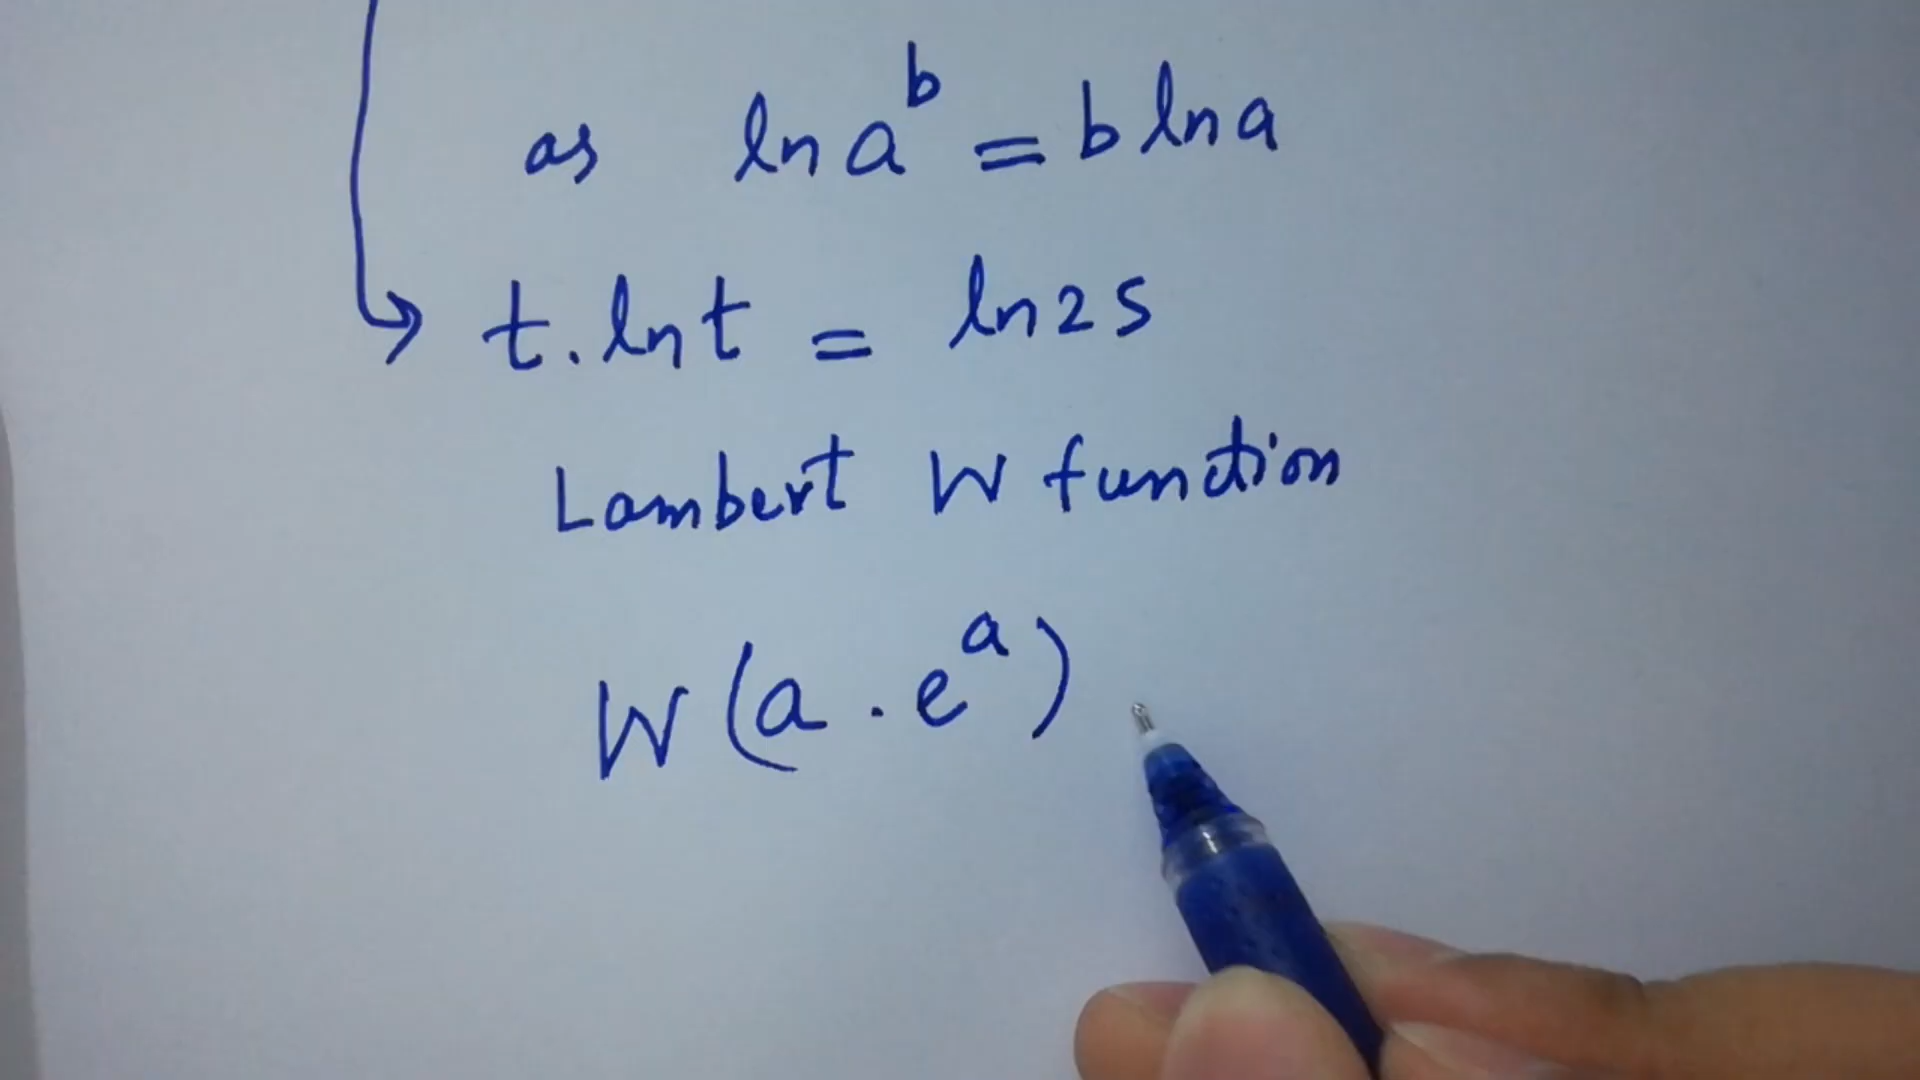 as ln a^b = b ln a
t. ln t = ln 25
Lambert W function
W (a . e^a)